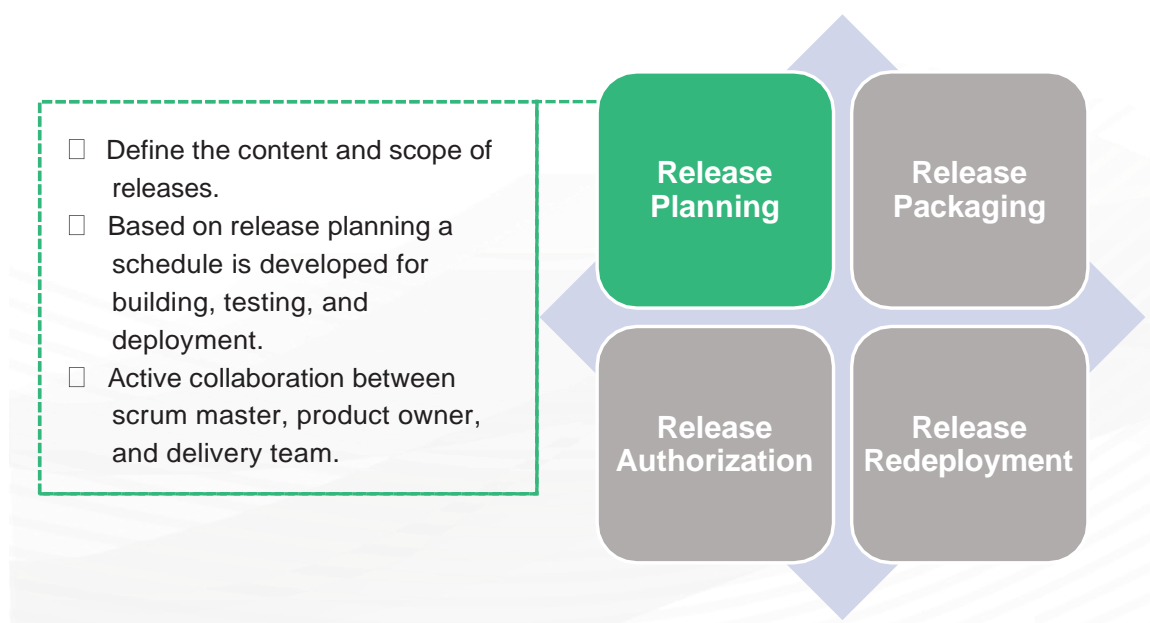 □ Define the content and scope of
releases.
□ Based on release planning a
schedule is developed for
building, testing, and
deployment.
□ Active collaboration between
scrum master, product owner,
and delivery team.
Release
Planning
Release
Packaging
Release
Authorization
Release
Redeployment